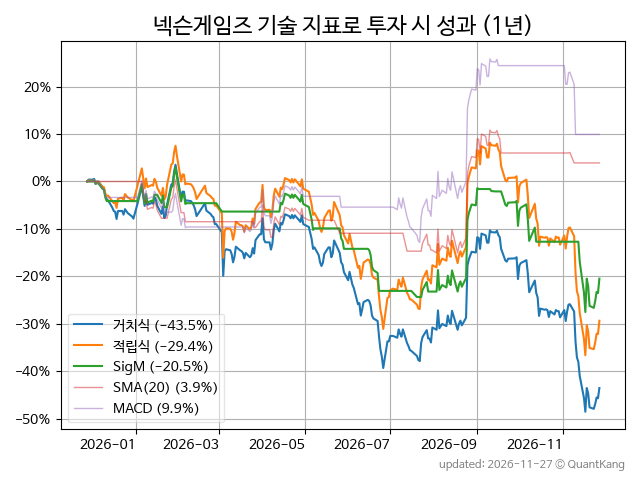 넥슨게임즈 기술 지표로 투자 시 성과 (1년)
20%
10%
0%
−10%
−20%
−30%
−40%
−50%
거치식 (−43.5%)
적립식 (−29.4%)
SigM (−20.5%)
SMA(20) (3.9%)
MACD (9.9%)
2026-01 2026-03 2026-05 2026-07 2026-09 2026-11
updated: 2026-11-27 © QuantKang